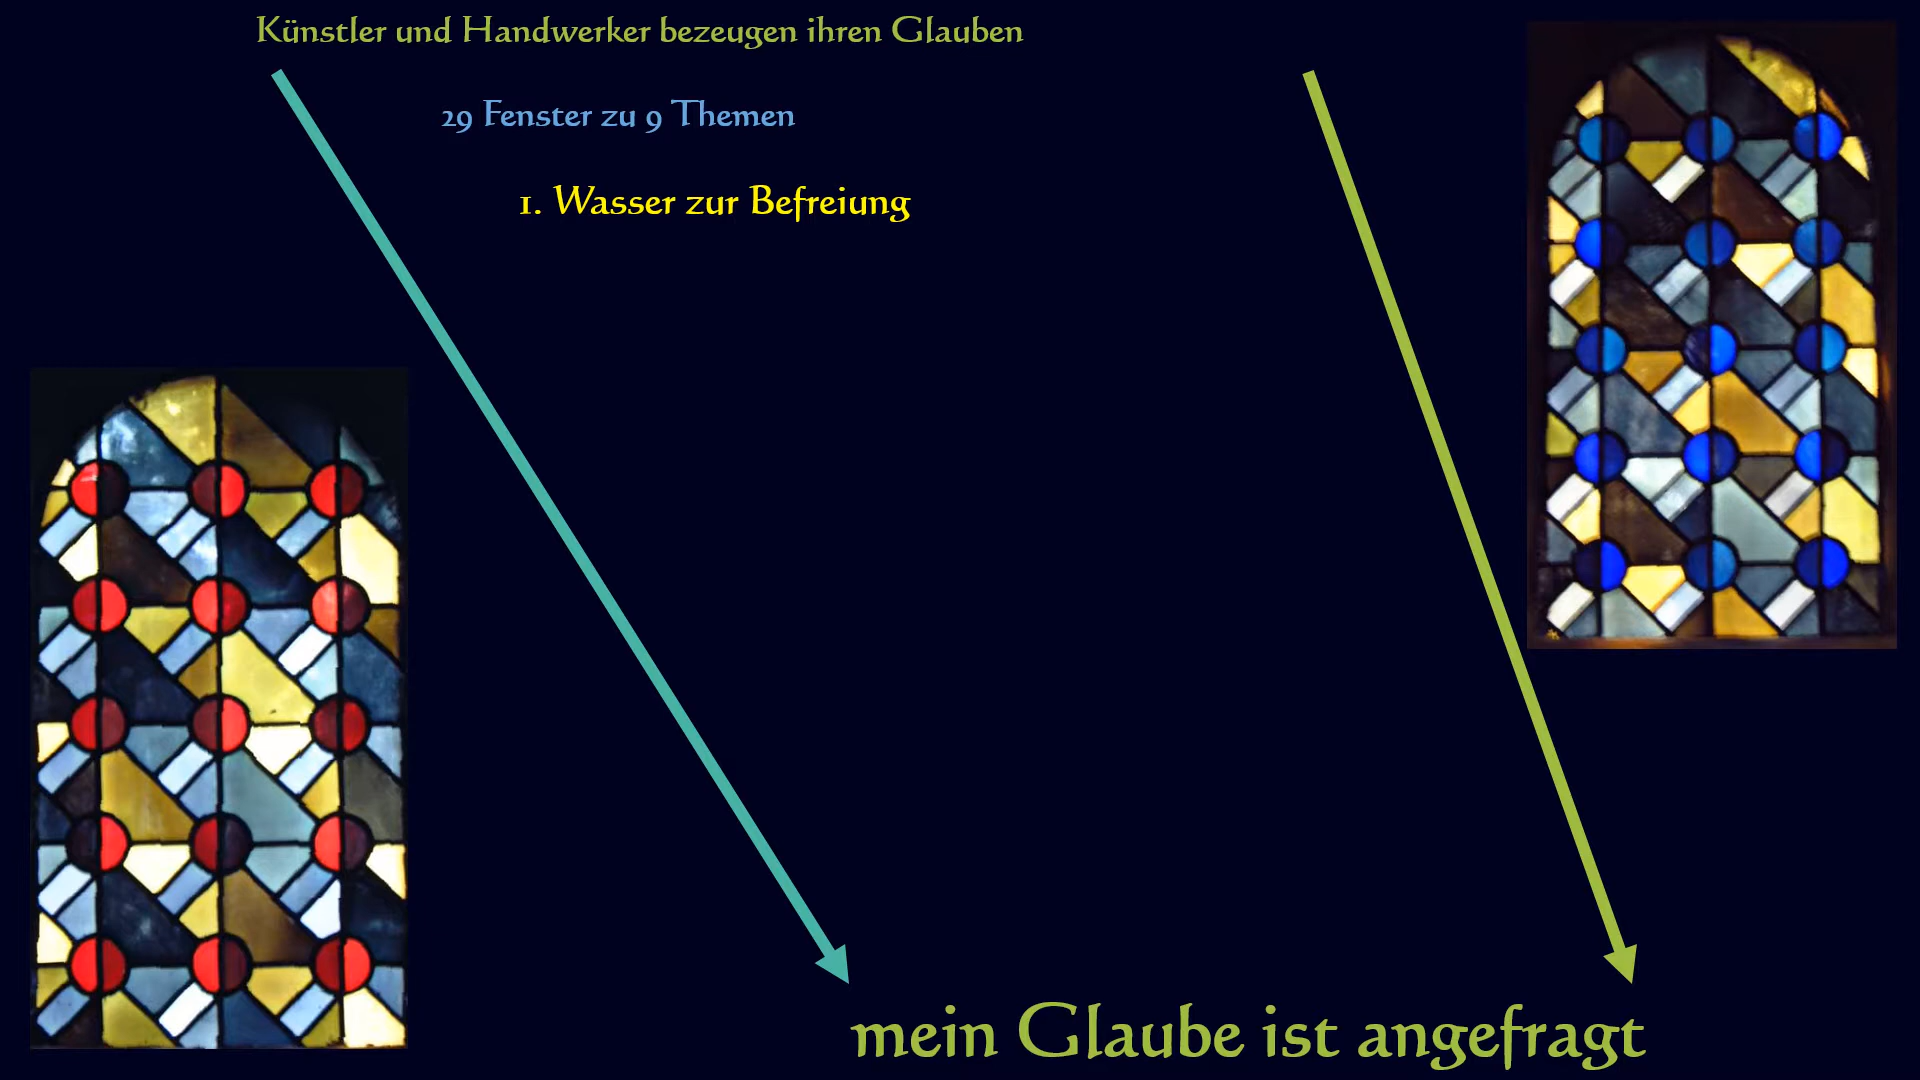 Künstler und Handwerker bezeugen ihren Glauben
29 Fenster zu 9 Themen
1. Wasser zur Befreiung
mein Glaube ist angefragt